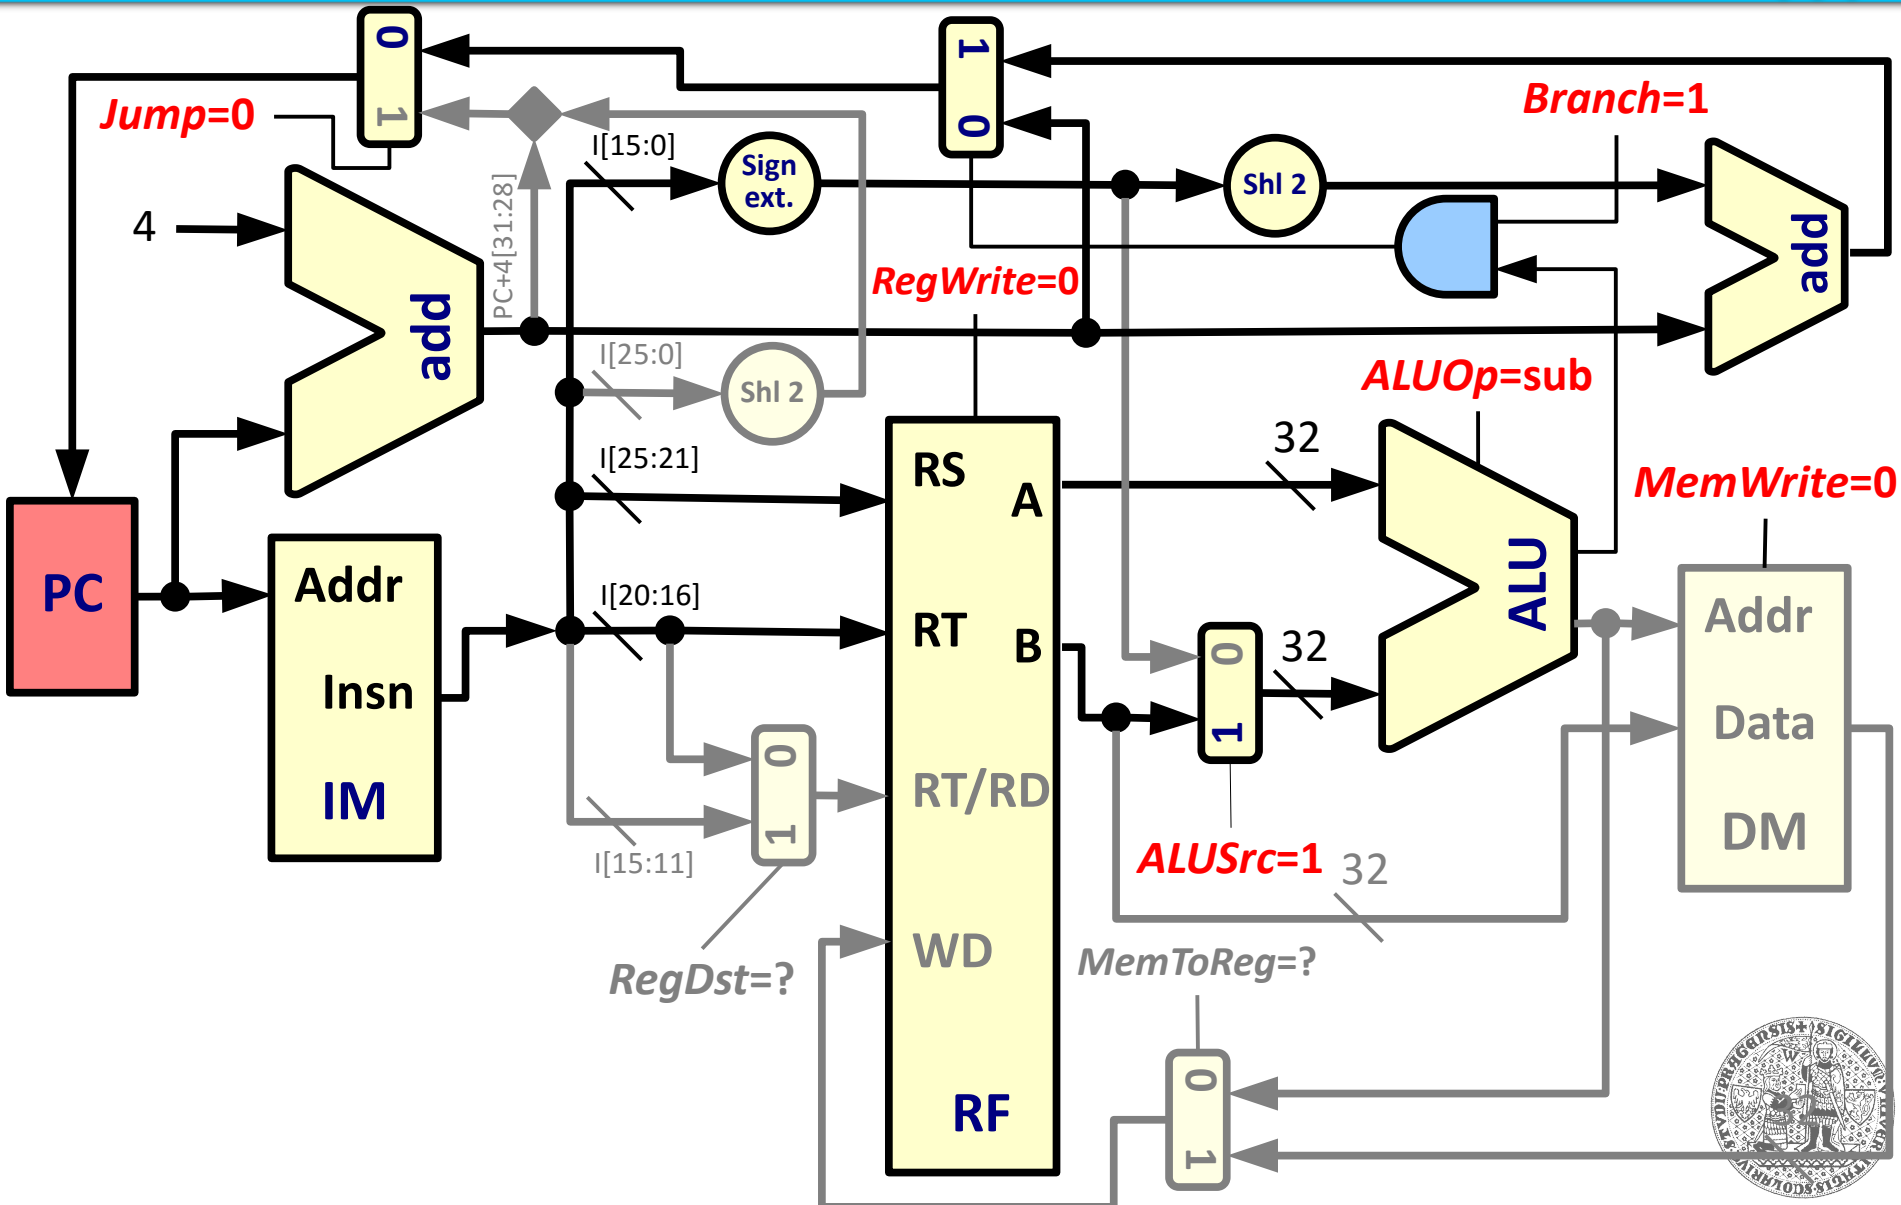 0
1
Jump=0
1
0
Branch=1
I[15:0]
Sign
ext.
Shl 2
4
PC+4[31:28]
add
add
RegWrite=0
I[25:0]
Shl 2
ALUOp=sub
I[25:21]
RS
A
32
MemWrite=0
PC
Addr
Insn
IM
I[20:16]
RT
B
0
1
32
ALU
Addr
Data
DM
0
1
RT/RD
I[15:11]
ALUSrc=1
32
WD
RegDst=?
MemToReg=?
RF
0
1